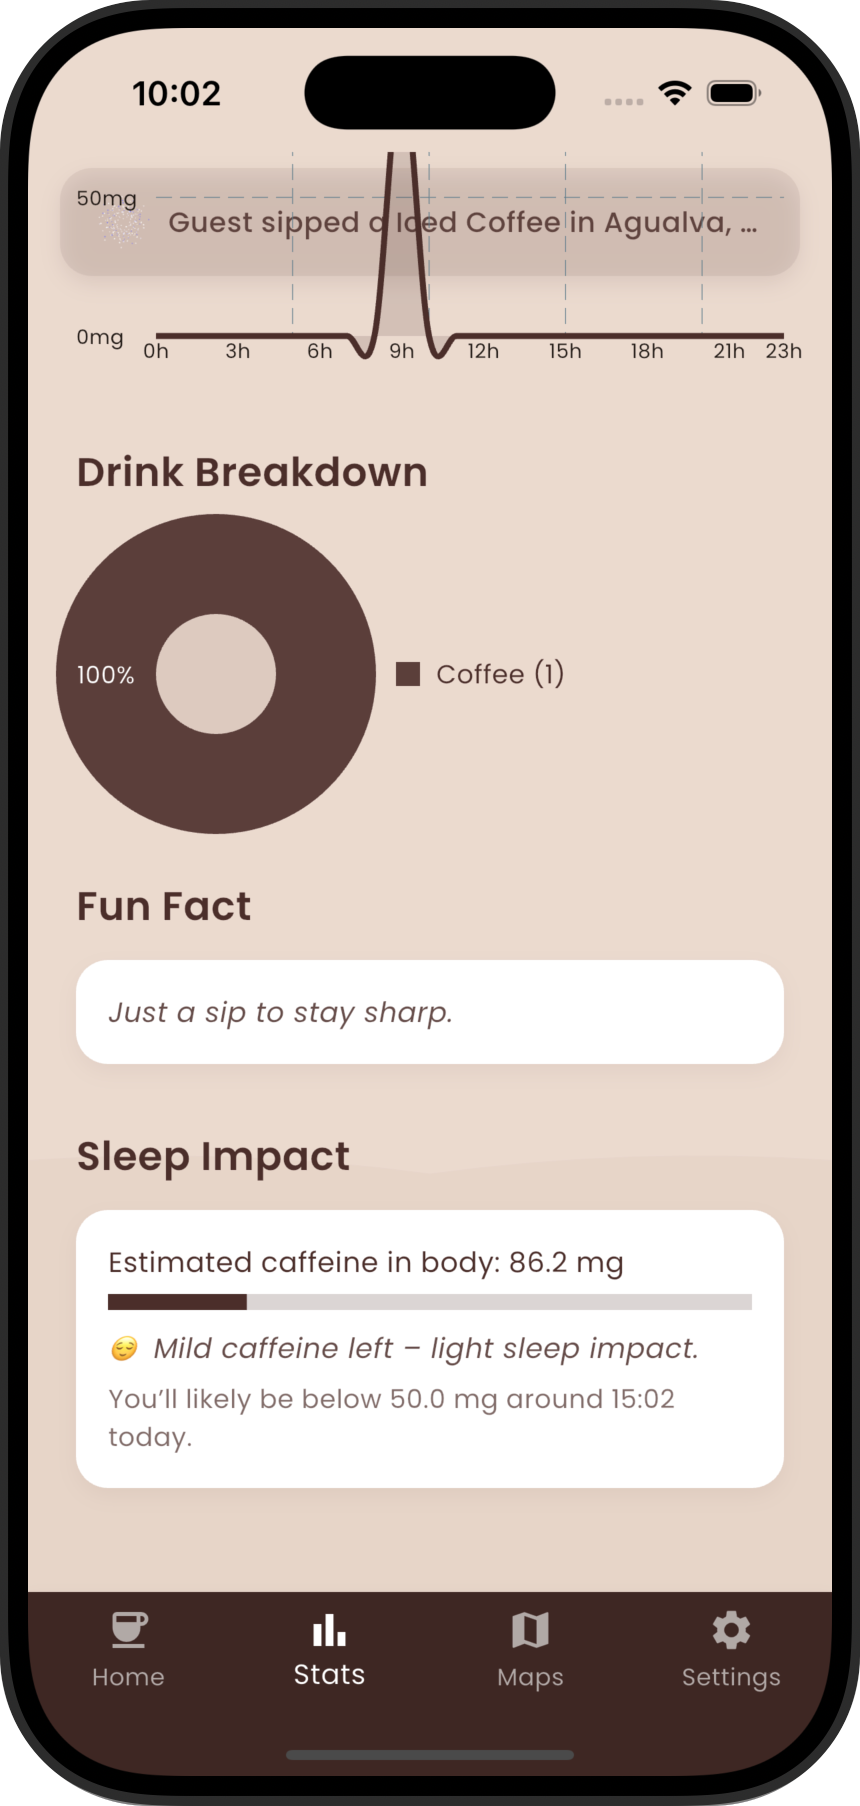 10:02
50mg
Guest sipped a Iced Coffee in Agualva, ...
0mg
0h 3h 6h 9h 12h 15h 18h 21h 23h
Drink Breakdown
100%
Coffee (1)
Fun Fact
Just a sip to stay sharp.
Sleep Impact
Estimated caffeine in body: 86.2 mg
😌 Mild caffeine left – light sleep impact.
You’ll likely be below 50.0 mg around 15:02
today.
Home Stats Maps Settings